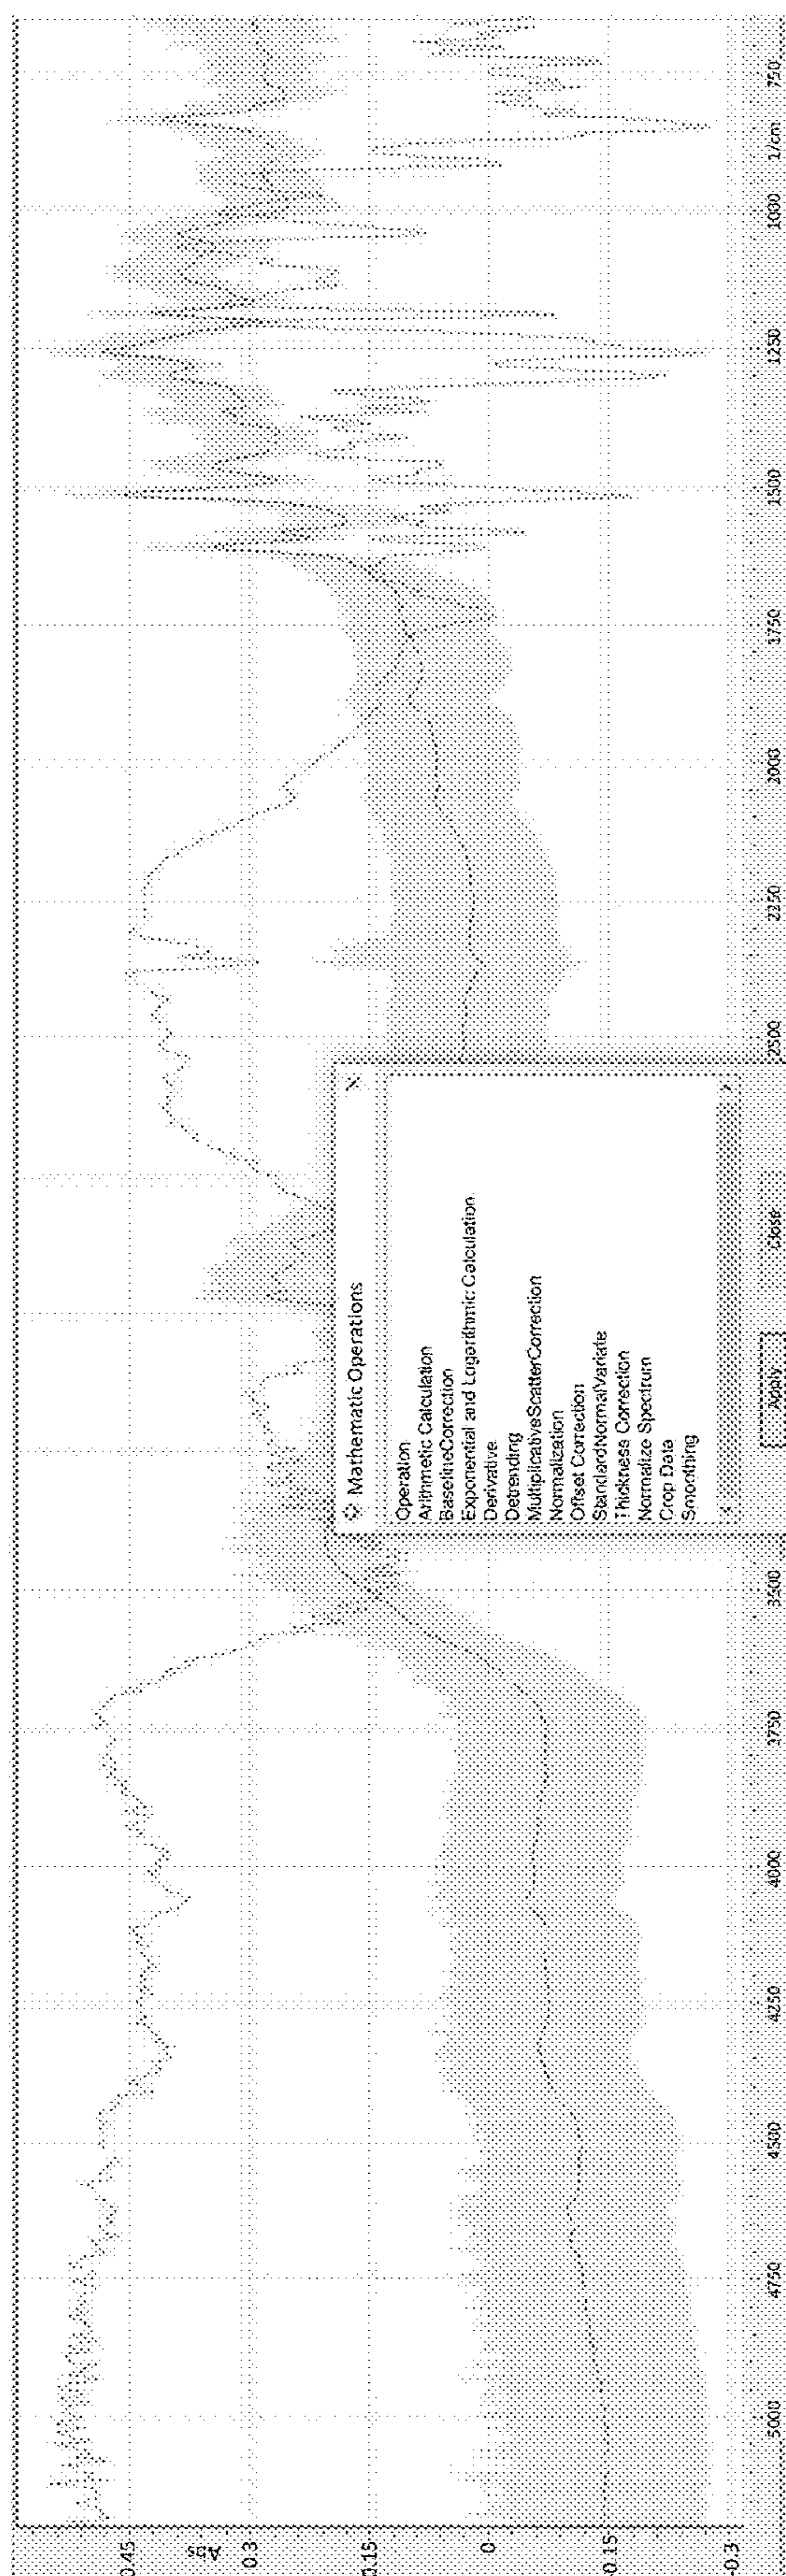 Abs
0.45
0.3
0.15
0
0.15
-0.3
5000
4750
4500
4250
4000
3750
3500
2500
2250
2000
1750
1500
1250
1000
1/cm
750
Mathematic Operations
Operation
Arithmetic Calculation
BaselineCorrection
Exponential and Logarithmic Calculation
Derivative
Detrending
MultiplicativeScatterCorrection
Normalization
Offset Correction
StandardNormalVariate
Thickness Correction
Normalize Spectrum
Crop Data
Smoothing
Apply
Close